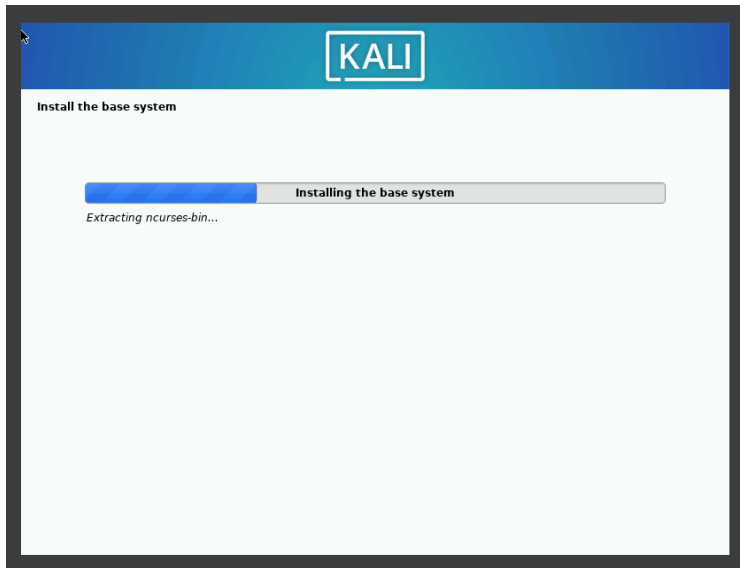 KALI
Install the base system
Installing the base system
Extracting ncurses-bin...